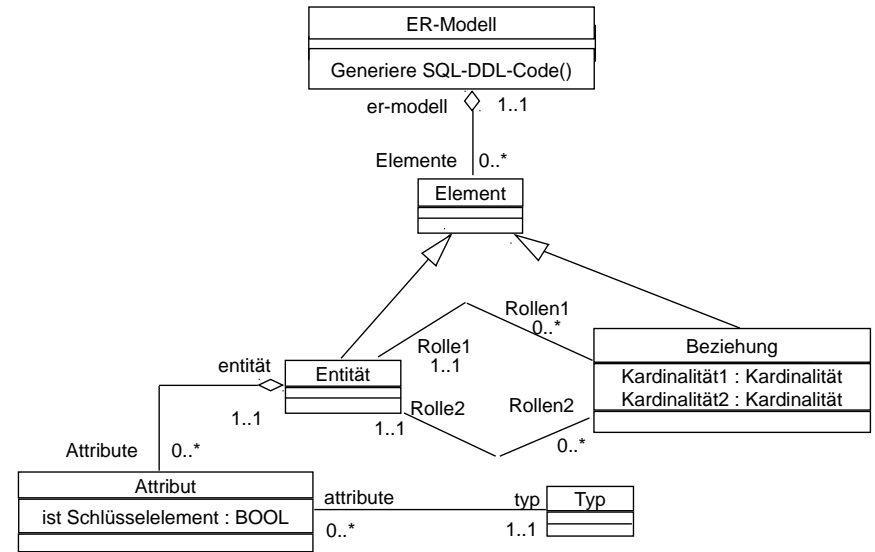 ER-Modell
Generiere SQL-DDL-Code()
er-modell 1..1
Elemente 0..*
Element
Rollen1
0..*
Rolle1
1..1
Beziehung
Kardinalität1 : Kardinalität
Kardinalität2 : Kardinalität
entität
Entität
1..1
1..1
Rolle2
Rollen2
0..*
Attribute 0..*
Attribut
ist Schlüsselelement : BOOL
attribute
0..*
typ
1..1
Typ